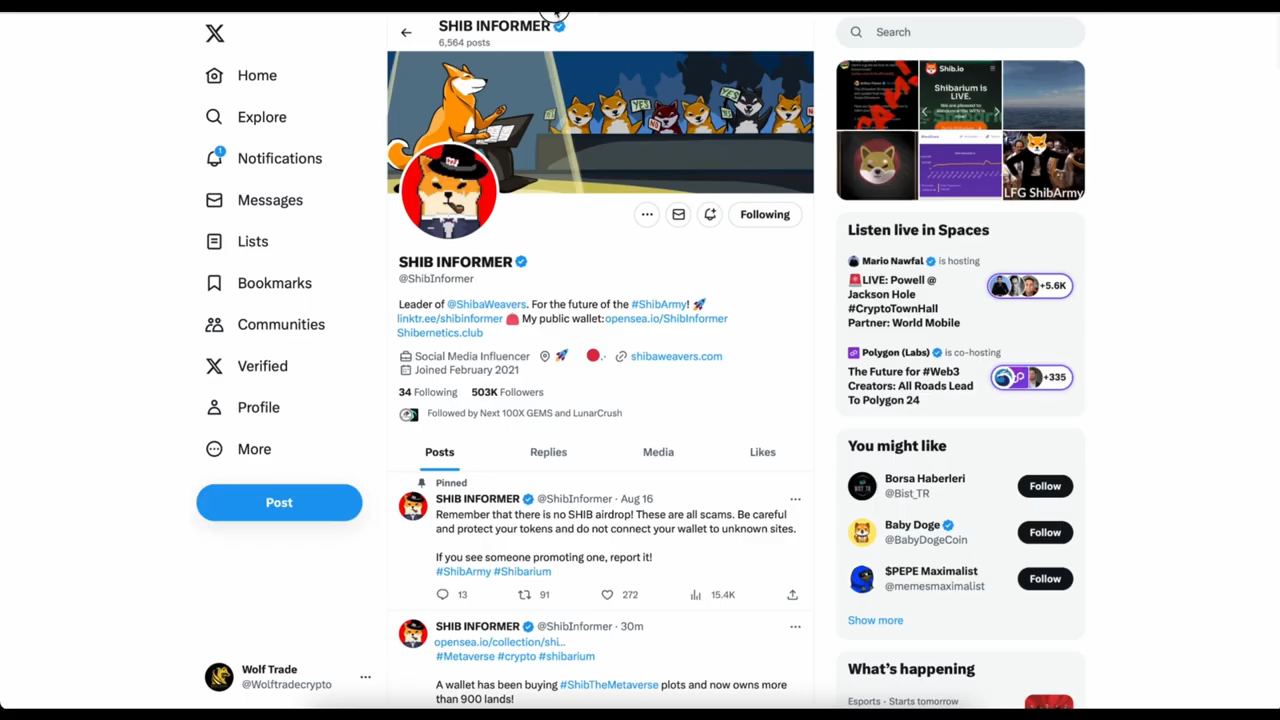 SHIB INFORMER
6,564 posts
Home
Explore
1
Notifications
Messages
Lists
Bookmarks
Communities
Verified
Profile
More
Post
Wolf Trade
@Wolftradecrypto
YES
YES
NO
NO
Following
SHIB INFORMER
@ShibInformer
Leader of @ShibaWeavers. For the future of the #ShibArmy! 🚀
linktr.ee/shibinformer 👛 My public wallet:opensea.io/ShibInformer
Shibernetics.club
Social Media Influencer 🚀 shibaweavers.com
Joined February 2021
34 Following 503K Followers
Followed by Next 100X GEMS and LunarCrush
Posts Replies Media Likes
Pinned
SHIB INFORMER @ShibInformer · Aug 16
Remember that there is no SHIB airdrop! These are all scams. Be careful
and protect your tokens and do not connect your wallet to unknown sites.
If you see someone promoting one, report it!
#ShibArmy #Shibarium
13 91 272 15.4K
SHIB INFORMER @ShibInformer · 30m
opensea.io/collection/shi...
#Metaverse #crypto #shibarium
A wallet has been buying #ShibTheMetaverse plots and now owns more
than 900 lands!
Search
Shib.io
Shibarium is
LIVE.
LFG ShibArmy
Listen live in Spaces
Mario Nawfal is hosting
🚨LIVE: Powell @
Jackson Hole
#CryptoTownHall
Partner: World Mobile
+5.6K
Polygon (Labs) is co-hosting
The Future for #Web3
Creators: All Roads Lead
To Polygon 24
+335
You might like
Borsa Haberleri
@Bist_TR
Follow
Baby Doge
@BabyDogeCoin
Follow
$PEPE Maximalist
@memesmaximalist
Follow
Show more
What's happening
Esports · Starts tomorrow